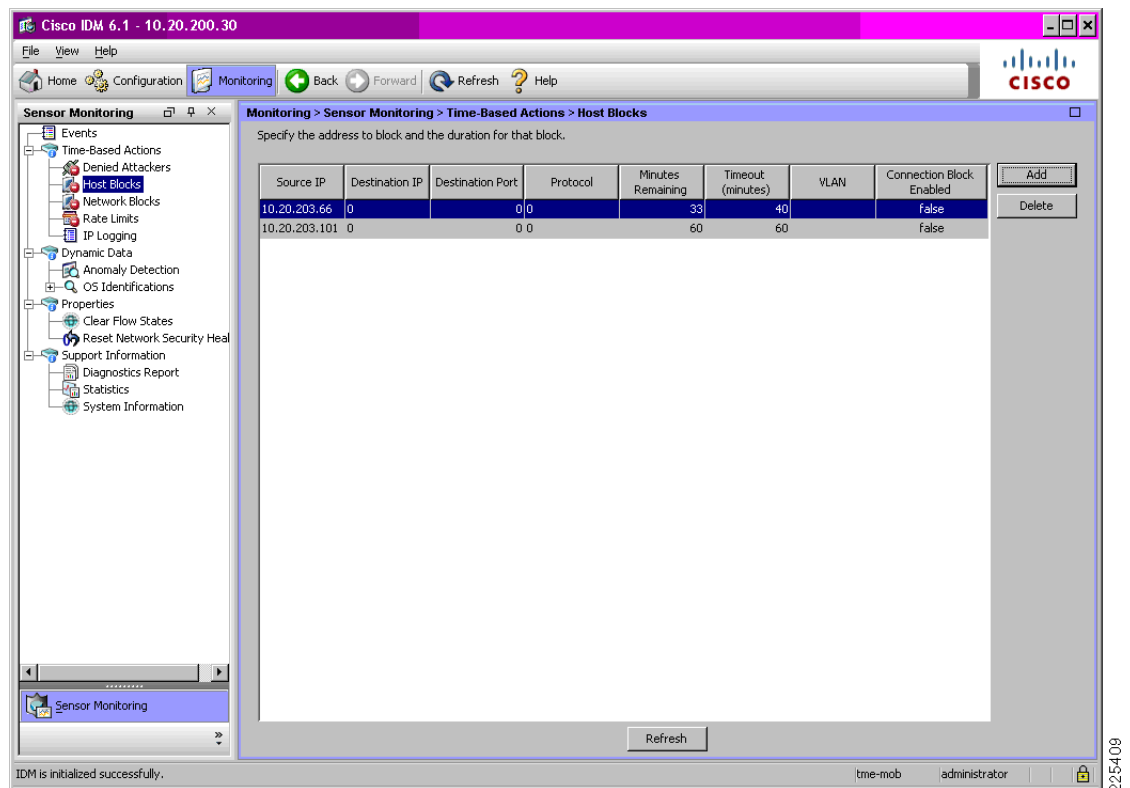 Cisco IDM 6.1 - 10.20.200.30
File View Help
Home Configuration Monitoring Back Forward Refresh Help
CISCO
Sensor Monitoring
Events
Time-Based Actions
Denied Attackers
Host Blocks
Network Blocks
Rate Limits
IP Logging
Dynamic Data
Anomaly Detection
OS Identifications
Properties
Clear Flow States
Reset Network Security Heal
Support Information
Diagnostics Report
Statistics
System Information
Sensor Monitoring
Monitoring > Sensor Monitoring > Time-Based Actions > Host Blocks
Specify the address to block and the duration for that block.
Source IP Destination IP Destination Port Protocol Minutes Remaining Timeout (minutes) VLAN Connection Block Enabled
10.20.203.66 0 0 0 33 40 false
10.20.203.101 0 0 0 60 60 false
Add
Delete
Refresh
IDM is initialized successfully. tme-mob administrator
225409